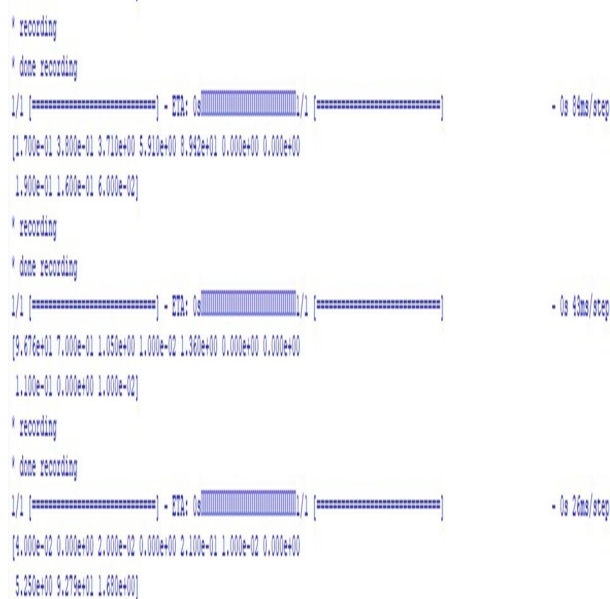 * recording
* done recording
1/1 [==============================] - ETA: 0s1/1 [==============================] - 0s 84ms/step
[1.700e-01 3.800e-01 3.710e+00 5.910e+00 8.942e+01 0.000e+00 0.000e+00
1.900e-01 1.600e-01 6.000e-02]
* recording
* done recording
1/1 [==============================] - ETA: 0s1/1 [==============================] - 0s 43ms/step
[9.676e+01 7.000e-01 1.050e+00 1.000e-02 1.360e+00 0.000e+00 0.000e+00
1.100e-01 0.000e+00 1.000e-02]
* recording
* done recording
1/1 [==============================] - ETA: 0s1/1 [==============================] - 0s 26ms/step
[4.000e-02 0.000e+00 2.000e-02 0.000e+00 2.100e-01 1.000e-02 0.000e+00
5.250e+00 9.279e+01 1.680e+00]